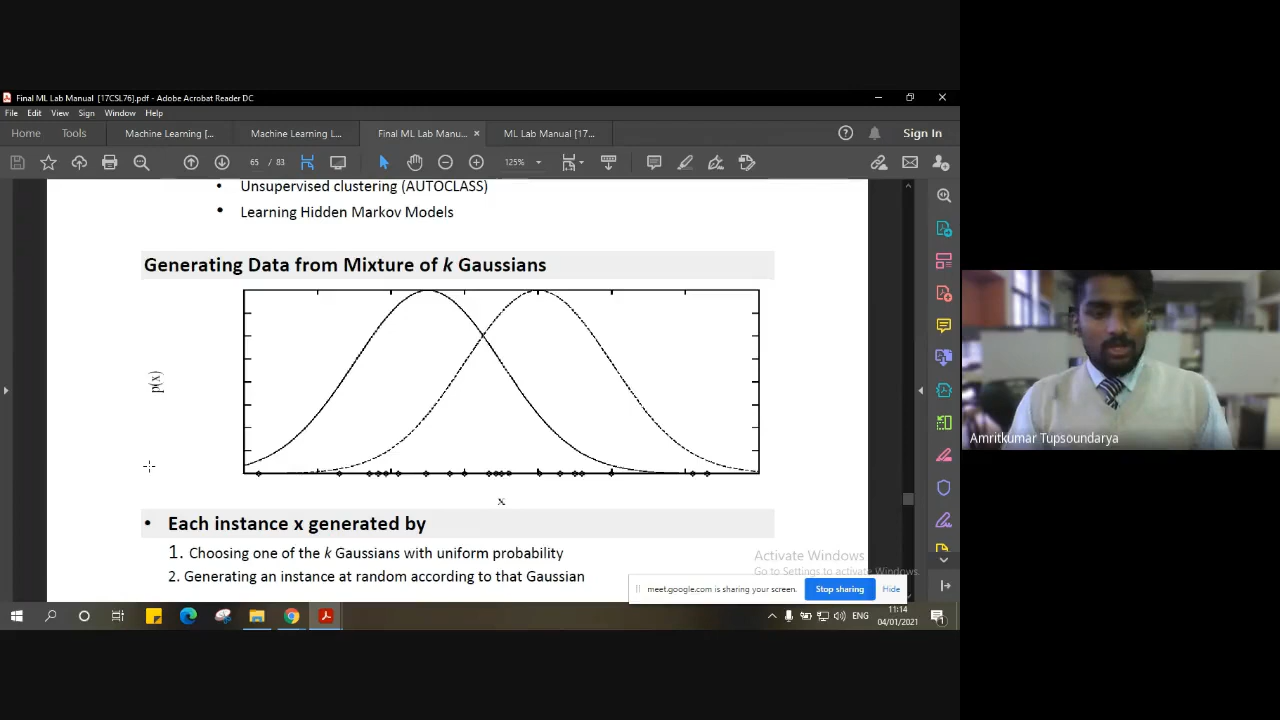 Final ML Lab Manual [17CSL76].pdf - Adobe Acrobat Reader DC
File Edit View Sign Window Help
Home Tools Machine Learning [... Machine Learning L... Final ML Lab Manu... × ML Lab Manual [17... Sign In
65 / 83 125%
• Unsupervised clustering (AUTOCLASS)
• Learning Hidden Markov Models
Generating Data from Mixture of k Gaussians
p(x)
x
Amritkumar Tupsoundarya
• Each instance x generated by
1. Choosing one of the k Gaussians with uniform probability
2. Generating an instance at random according to that Gaussian
Activate Windows
Go to Settings to activate Windows.
meet.google.com is sharing your screen. Stop sharing Hide
ENG 11:14
04/01/2021